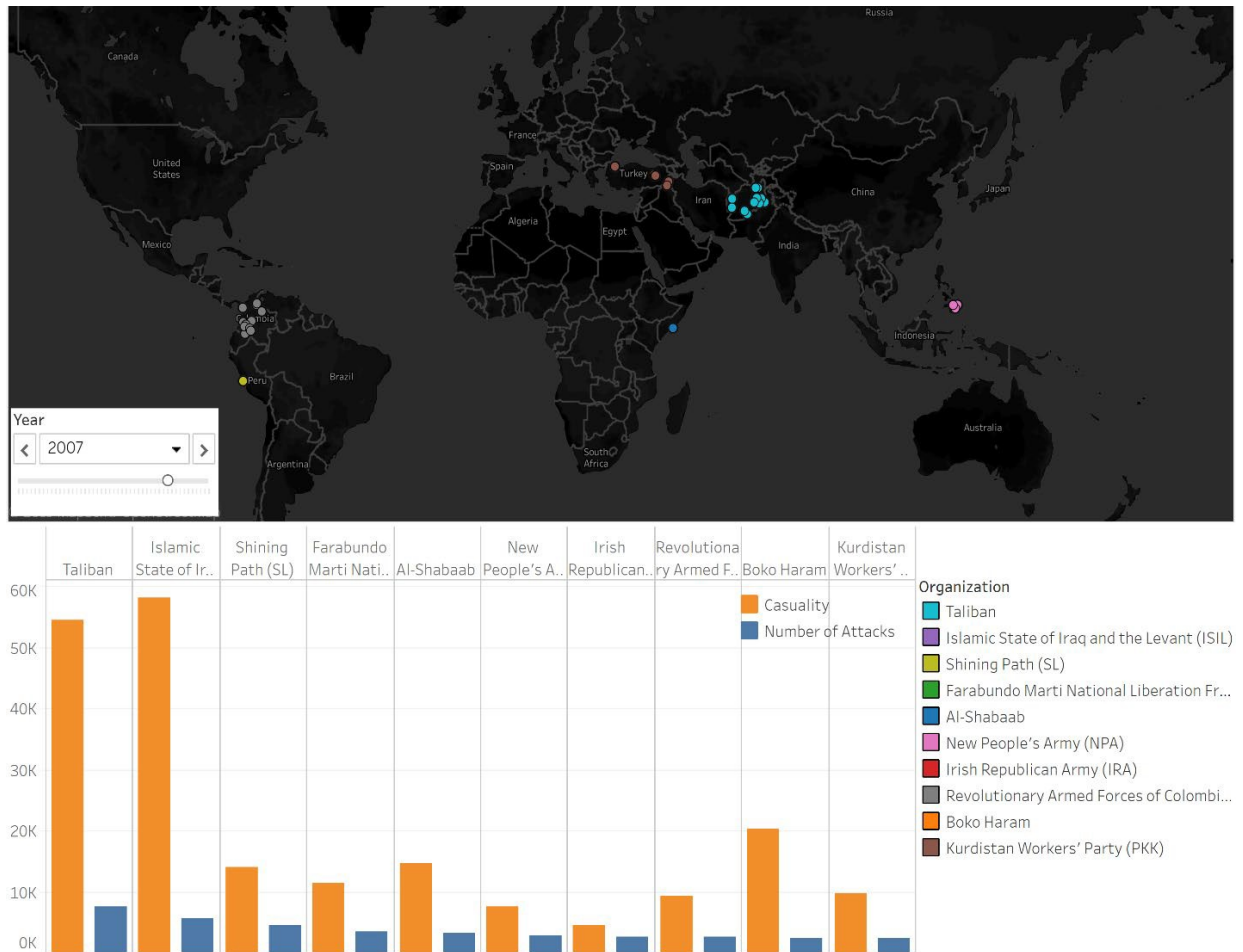 Russia
Canada
France
United
States
Spain
Turkey
China
Japan
Iran
Algeria
Egypt
Mexico
India
Indonesia
Peru
Brazil
Year
2007
Australia
South
Africa
Argentina
Taliban
Islamic
State of Ir..
Shining
Path (SL)
Farabundo
Marti Nati..
Al-Shabaab
New
People's A..
Irish
Republican..
Revolutiona
ry Armed F..
Boko Haram
Kurdistan
Workers' ..
60K
50K
40K
30K
20K
10K
0K
Casuality
Number of Attacks
Organization
Taliban
Islamic State of Iraq and the Levant (ISIL)
Shining Path (SL)
Farabundo Marti National Liberation Fr...
Al-Shabaab
New People's Army (NPA)
Irish Republican Army (IRA)
Revolutionary Armed Forces of Colombi...
Boko Haram
Kurdistan Workers' Party (PKK)